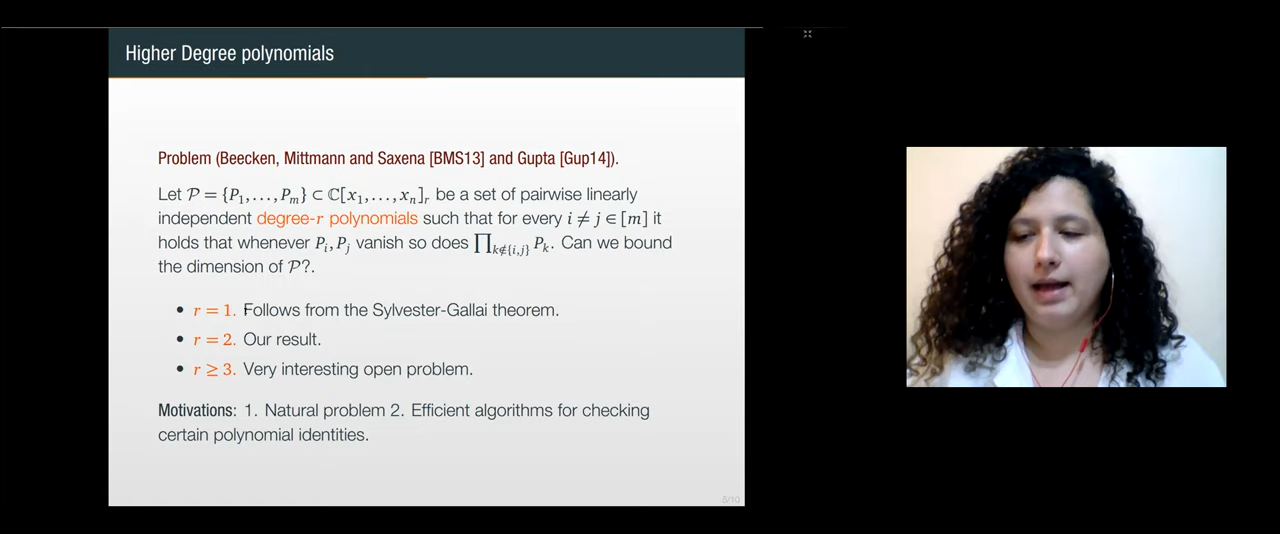 Higher Degree polynomials
Problem (Beecken, Mittmann and Saxena [BMS13] and Gupta [Gup14]).
Let 𝒫 = {P₁, . . . , Pₘ} ⊂ ℂ[x₁, . . . , xₙ]ᵣ be a set of pairwise linearly
independent degree-r polynomials such that for every i ≠ j ∈ [m] it
holds that whenever Pᵢ, Pⱼ vanish so does ∏_{k∉{i,j}} Pₖ. Can we bound
the dimension of 𝒫?.
• r = 1. Follows from the Sylvester-Gallai theorem.
• r = 2. Our result.
• r ≥ 3. Very interesting open problem.
Motivations: 1. Natural problem 2. Efficient algorithms for checking
certain polynomial identities.
5/10